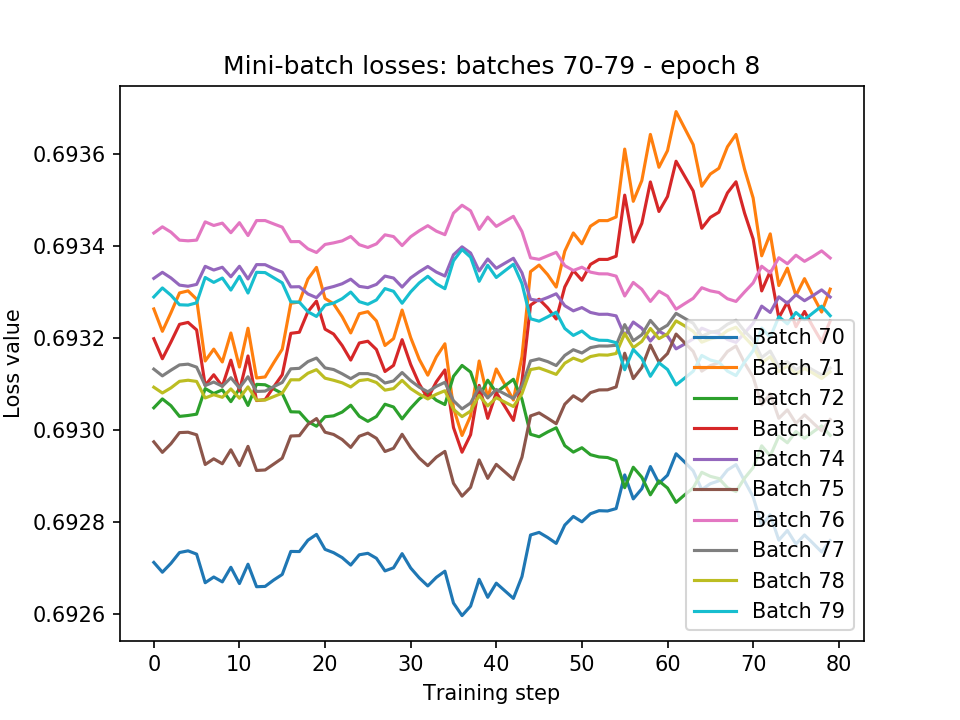 Mini-batch losses: batches 70-79 - epoch 8
Loss value
0.6936
0.6934
0.6932
0.6930
0.6928
0.6926
0 10 20 30 40 50 60 70 80
Training step
Batch 70
Batch 71
Batch 72
Batch 73
Batch 74
Batch 75
Batch 76
Batch 77
Batch 78
Batch 79